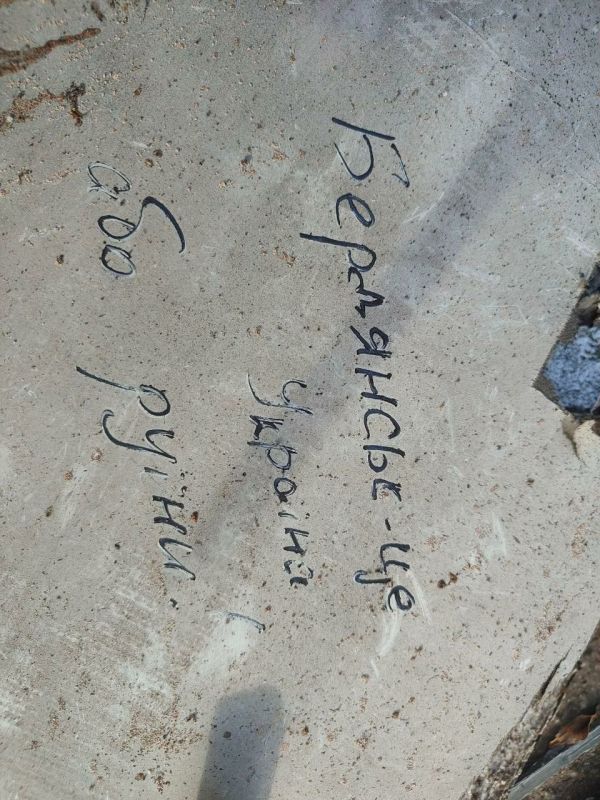 Бердянськ-це
Україна,
або руїни.